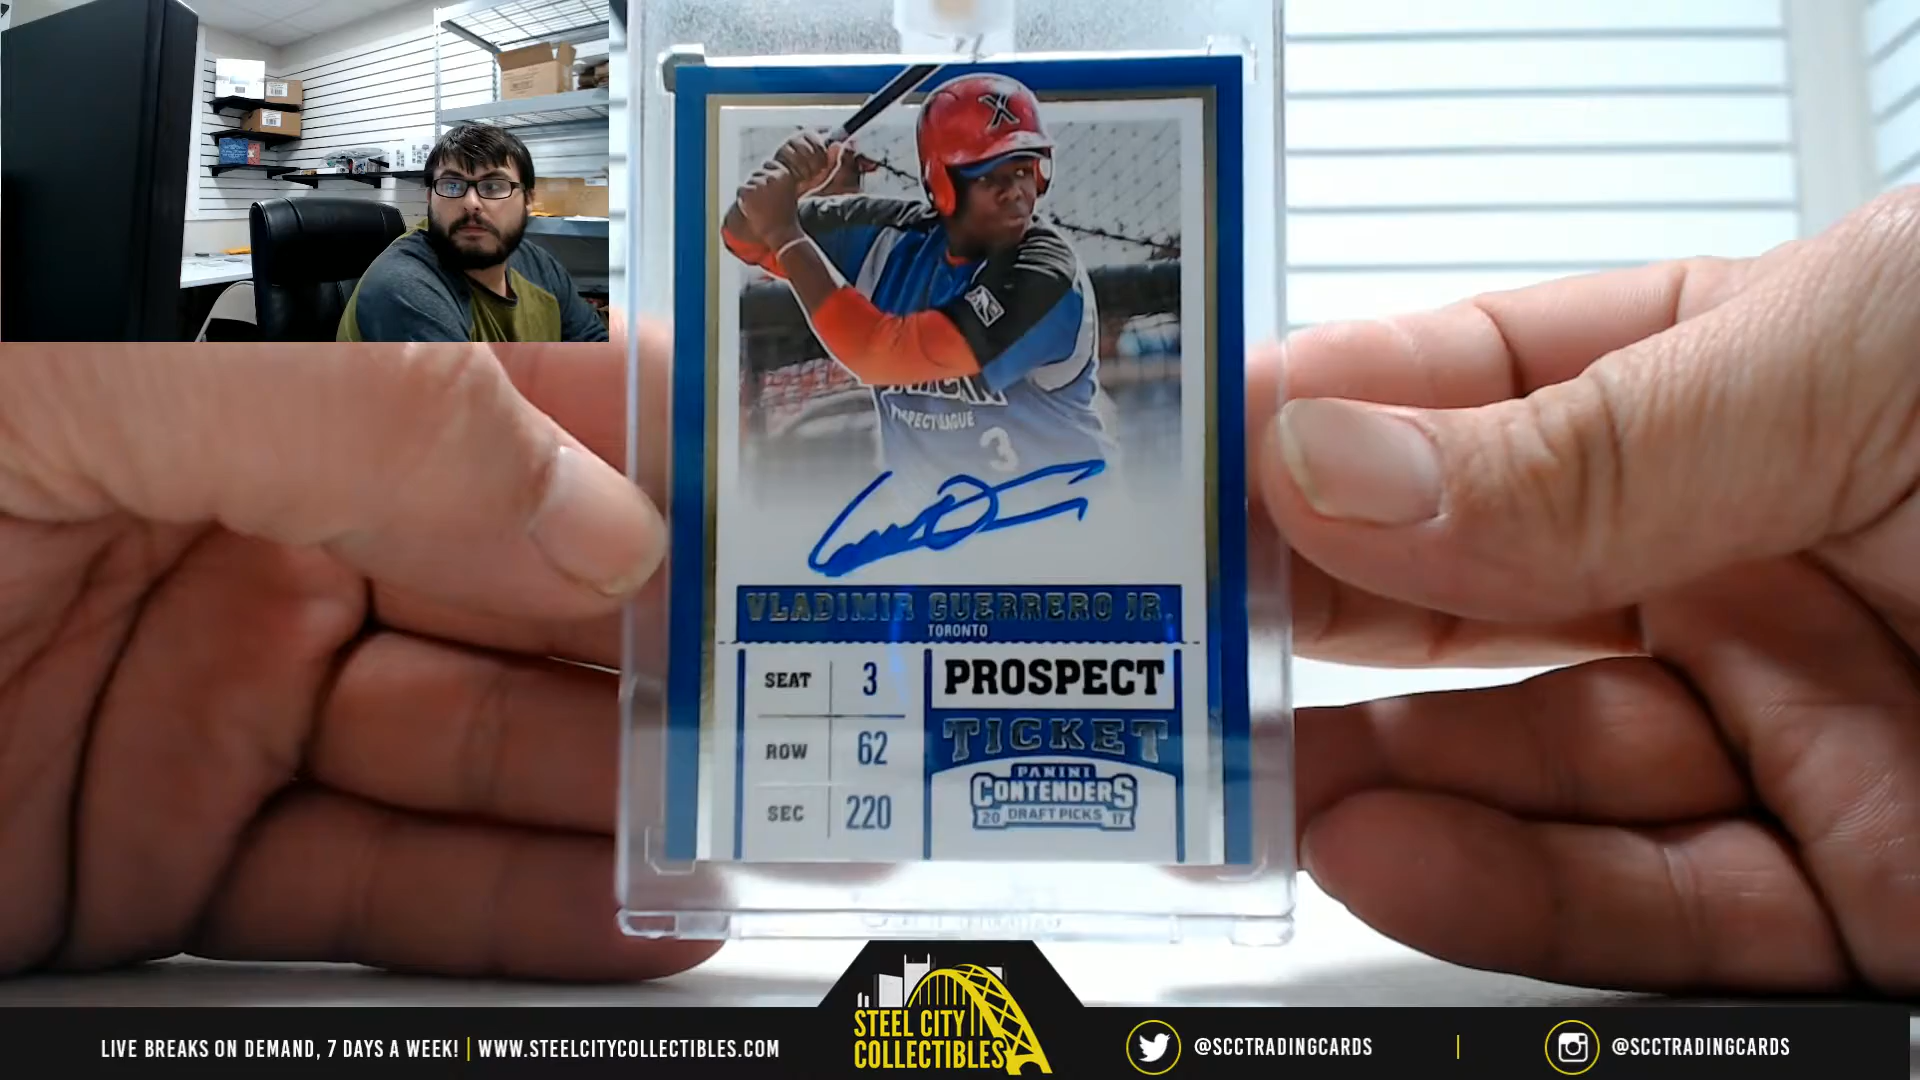 X
PROSPECT LEAGUE
3
VLADIMIR GUERRERO JR.
TORONTO
SEAT 3
ROW 62
SEC 220
PROSPECT
TICKET
PANINI
CONTENDERS
20 DRAFT PICKS 17
STEEL CITY
COLLECTIBLES
LIVE BREAKS ON DEMAND, 7 DAYS A WEEK! | WWW.STEELCITYCOLLECTIBLES.COM
@SCCTRADINGCARDS | @SCCTRADINGCARDS